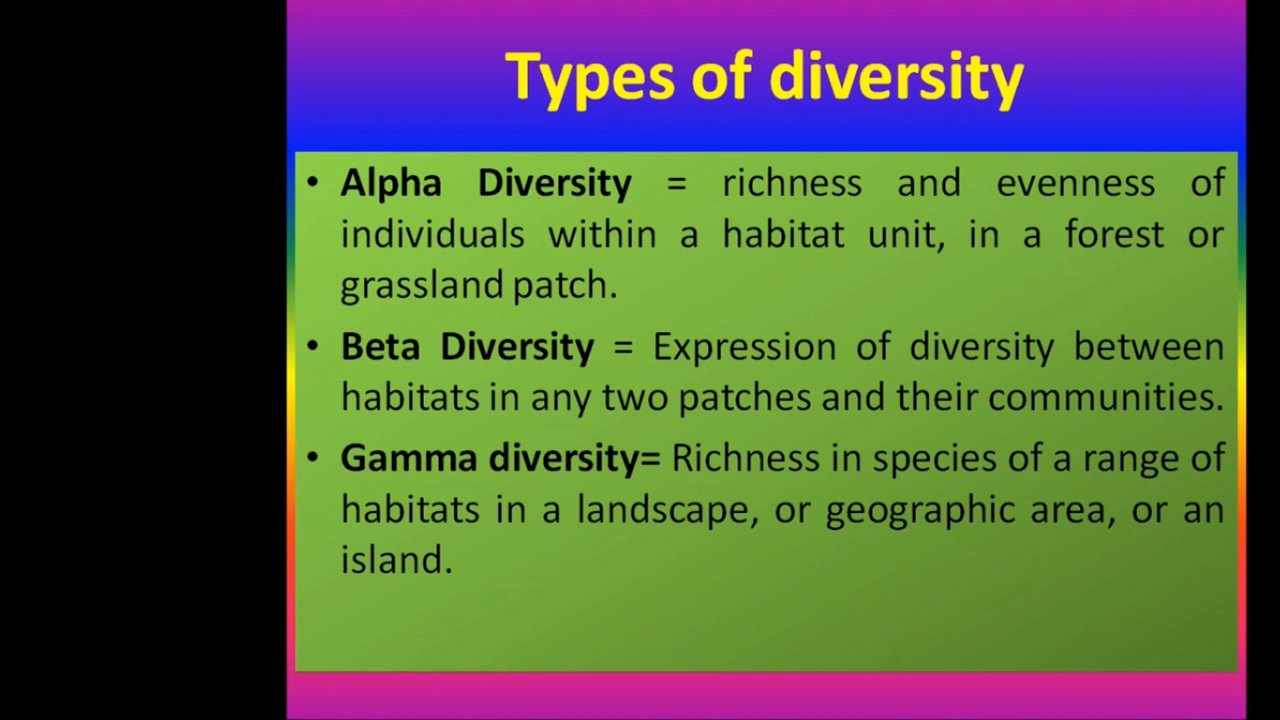 Types of diversity
• Alpha Diversity = richness and evenness of
individuals within a habitat unit, in a forest or
grassland patch.
• Beta Diversity = Expression of diversity between
habitats in any two patches and their communities.
• Gamma diversity= Richness in species of a range of
habitats in a landscape, or geographic area, or an
island.